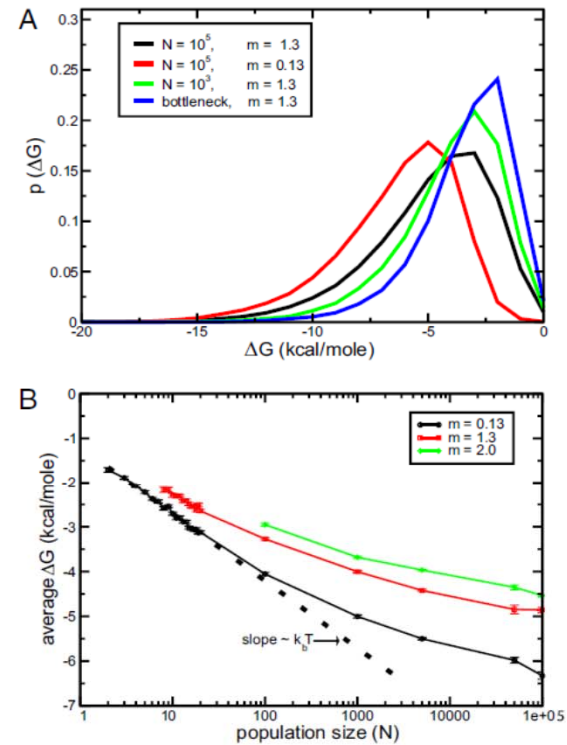 A
0.3
0.25
0.2
0.15
0.1
0.05
0
p (ΔG)
N = 10⁵, m = 1.3
N = 10⁵, m = 0.13
N = 10³, m = 1.3
bottleneck, m = 1.3
-20 -15 -10 -5 0
ΔG (kcal/mole)
B
0
-1
-2
-3
-4
-5
-6
-7
average ΔG (kcal/mole)
m = 0.13
m = 1.3
m = 2.0
slope ~ k_bT
1 10 100 1000 10000 1e+05
population size (N)